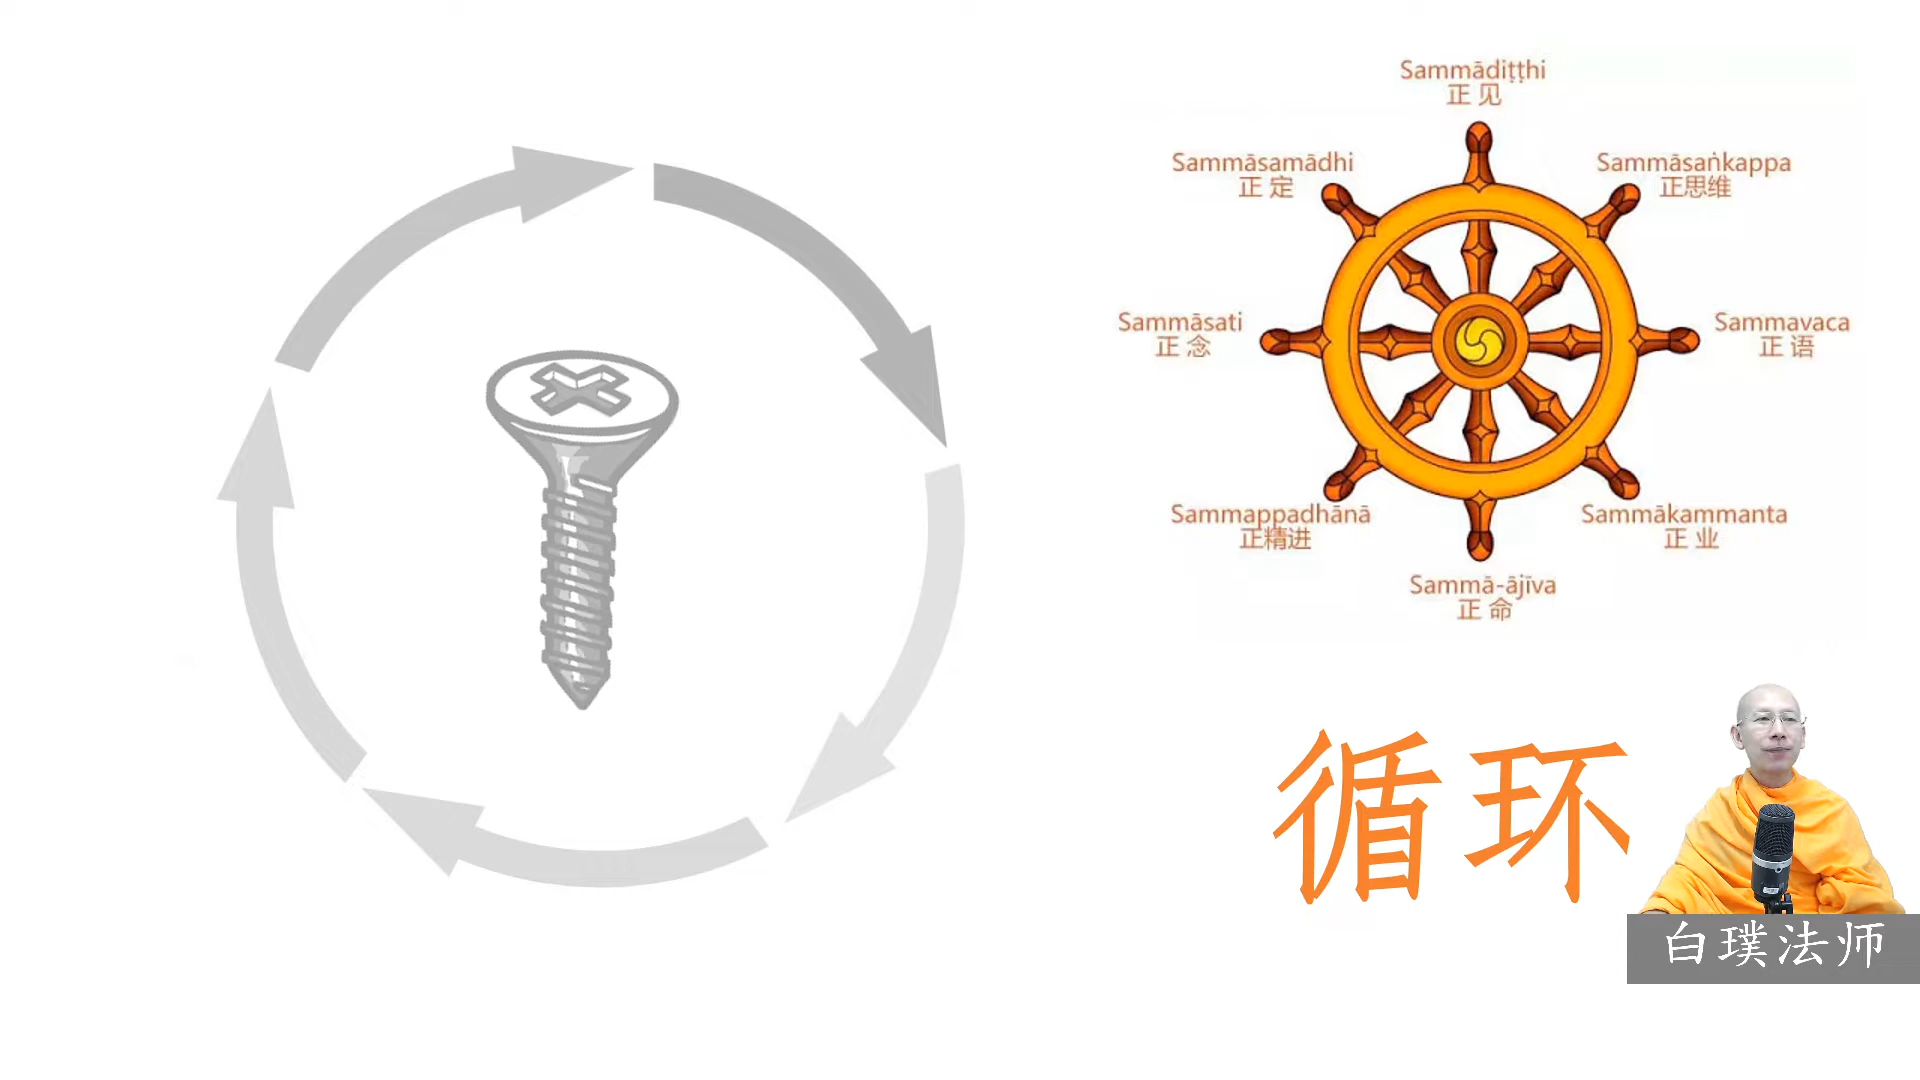 Sammādiṭṭhi
正 见
Sammāsamādhi
正 定
Sammāsaṅkappa
正思维
Sammāsati
正 念
Sammavaca
正 语
Sammappadhānā
正精进
Sammākammanta
正 业
Sammā-ājīva
正 命
循环
白璞法师